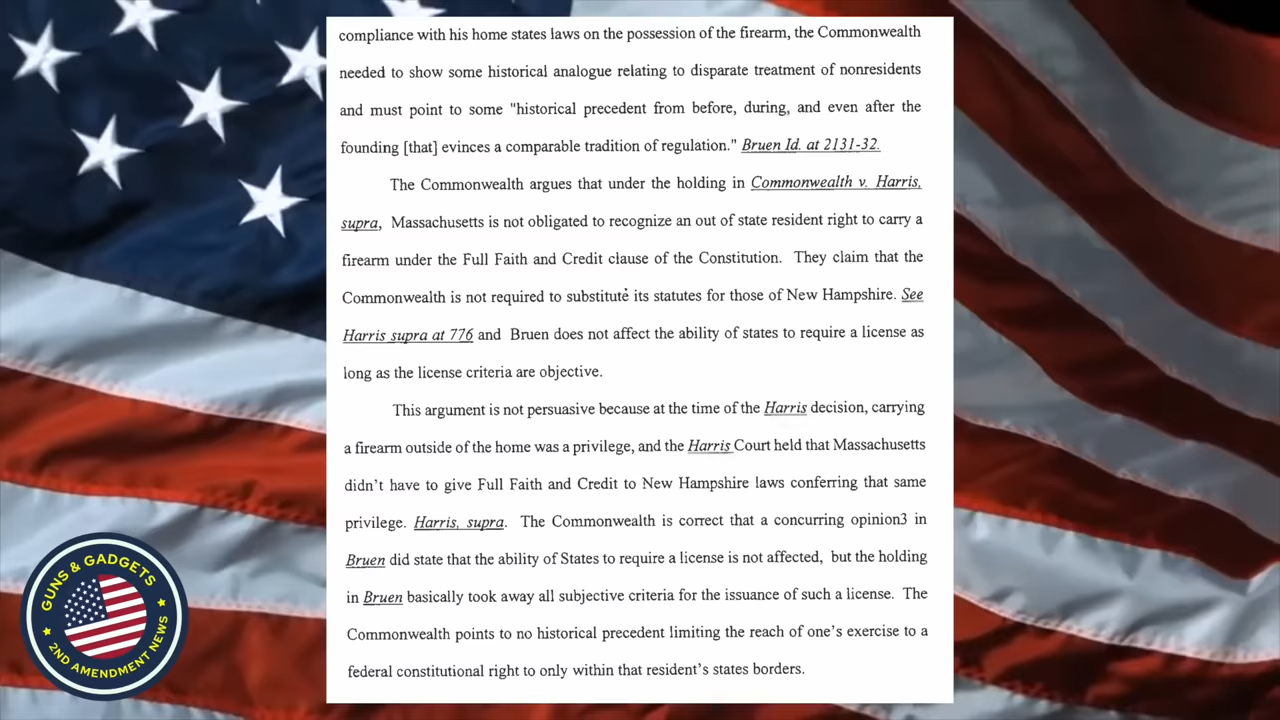 compliance with his home states laws on the possession of the firearm, the Commonwealth
needed to show some historical analogue relating to disparate treatment of nonresidents
and must point to some "historical precedent from before, during, and even after the
founding [that] evinces a comparable tradition of regulation." Bruen Id. at 2131-32.
The Commonwealth argues that under the holding in Commonwealth v. Harris,
supra, Massachusetts is not obligated to recognize an out of state resident right to carry a
firearm under the Full Faith and Credit clause of the Constitution. They claim that the
Commonwealth is not required to substitute its statutes for those of New Hampshire. See
Harris supra at 776 and Bruen does not affect the ability of states to require a license as
long as the license criteria are objective.
This argument is not persuasive because at the time of the Harris decision, carrying
a firearm outside of the home was a privilege, and the Harris Court held that Massachusetts
didn't have to give Full Faith and Credit to New Hampshire laws conferring that same
privilege. Harris, supra. The Commonwealth is correct that a concurring opinion3 in
Bruen did state that the ability of States to require a license is not affected, but the holding
in Bruen basically took away all subjective criteria for the issuance of such a license. The
Commonwealth points to no historical precedent limiting the reach of one's exercise to a
federal constitutional right to only within that resident's states borders.
GUNS & GADGETS
2ND AMENDMENT NEWS